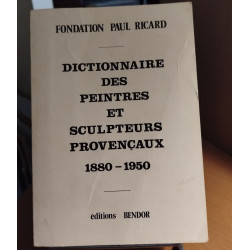 FONDATION PAUL RICARD
DICTIONNAIRE
DES
PEINTRES
ET
SCULPTEURS
PROVENÇAUX
1880-1950
éditions BENDOR